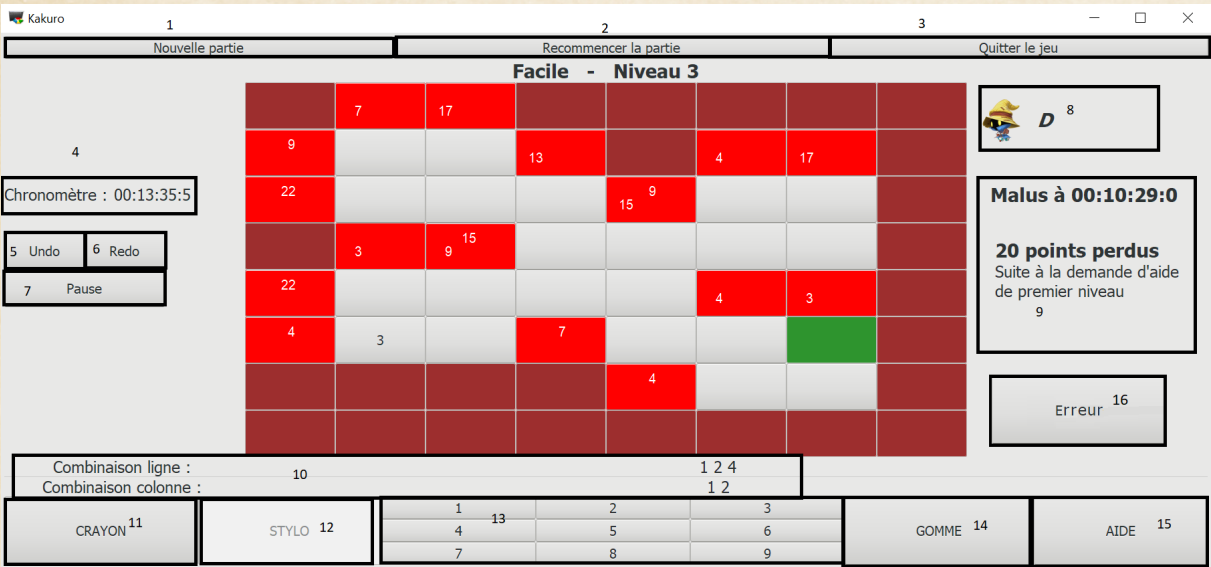 Kakuro
1 2 3
Nouvelle partie Recommencer la partie Quitter le jeu
Facile - Niveau 3
7 17
D 8
9 13 4 17
4
Chronomètre : 00:13:35:5
22 9
15
Malus à 00:10:29:0
5 Undo 6 Redo
3 15
9
20 points perdus
Suite à la demande d'aide
de premier niveau
9
7 Pause
22 4 3
4 3 7
4
Erreur 16
Combinaison ligne : 1 2 4
10
Combinaison colonne : 1 2
CRAYON 11 STYLO 12
1 2 3
13
4 5 6
7 8 9
GOMME 14 AIDE 15